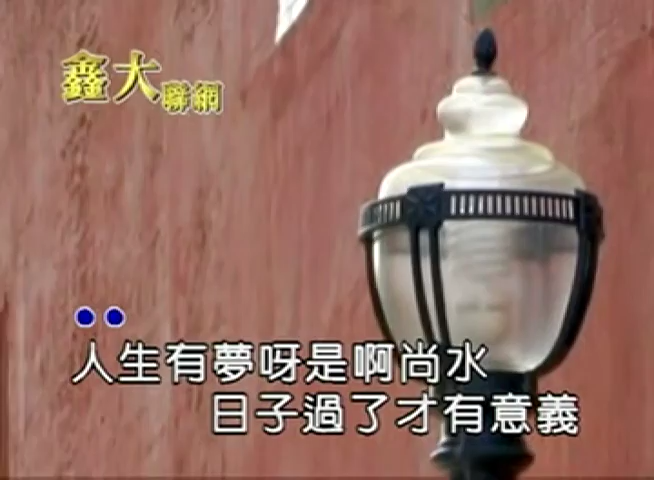 鑫大聯網
人生有夢呀是啊尚水
日子過了才有意義